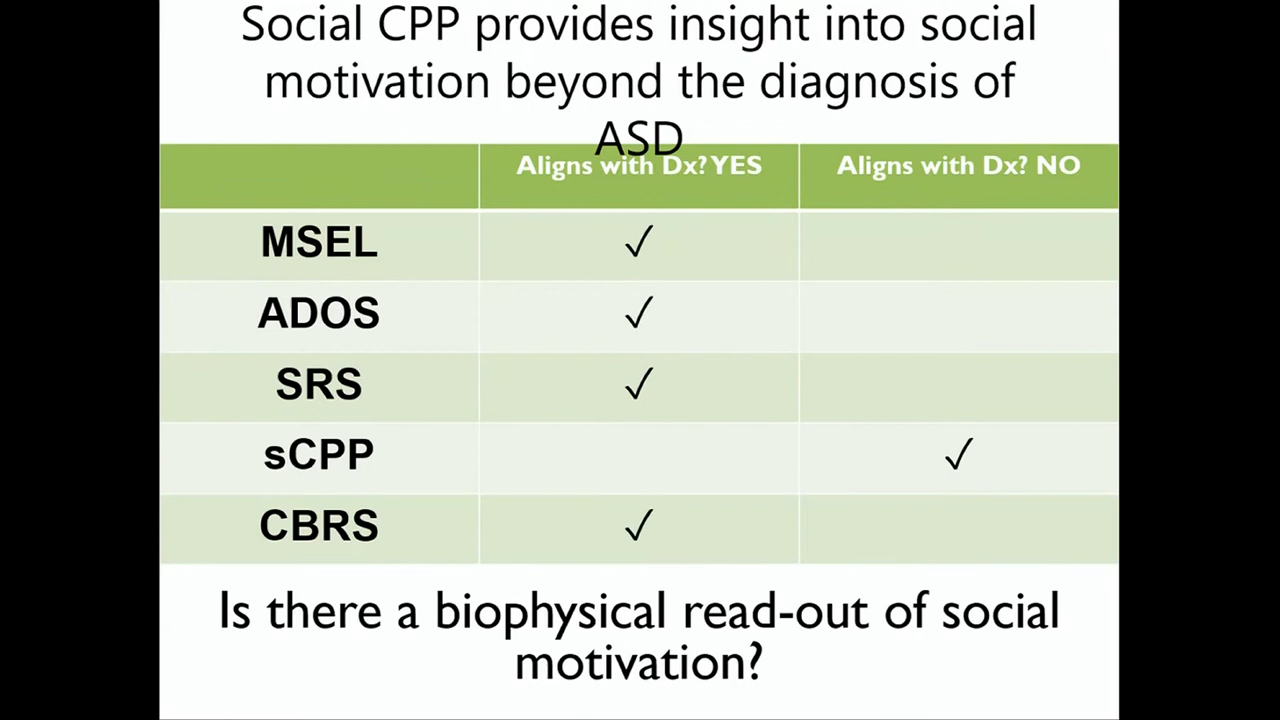 Social CPP provides insight into social
motivation beyond the diagnosis of
ASD
Aligns with Dx? YES Aligns with Dx? NO
MSEL ✓
ADOS ✓
SRS ✓
sCPP ✓
CBRS ✓
Is there a biophysical read-out of social
motivation?